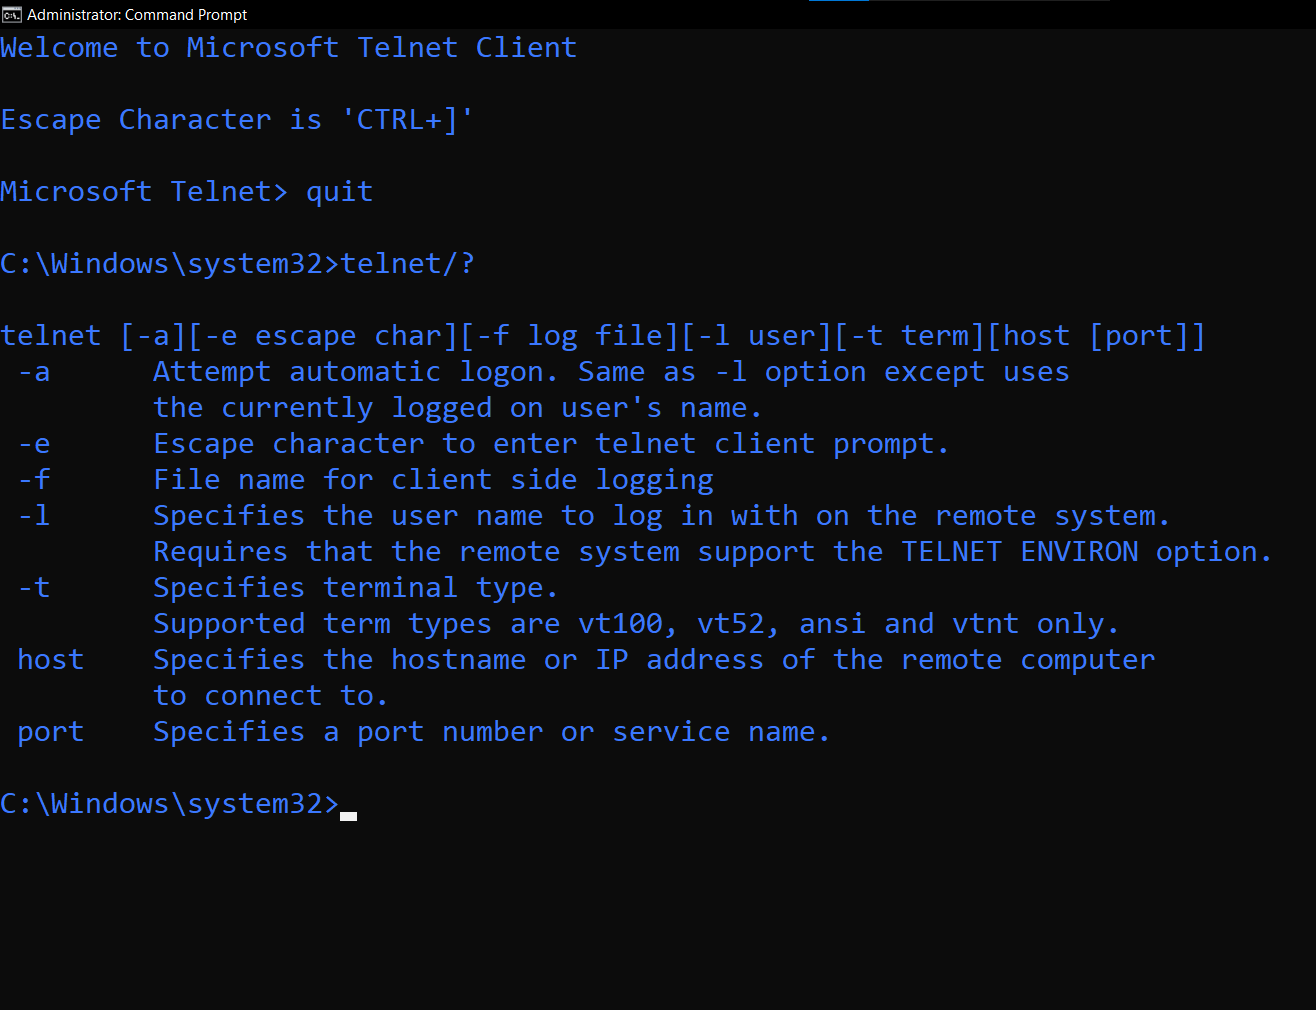 Administrator: Command Prompt
Welcome to Microsoft Telnet Client
Escape Character is 'CTRL+]'
Microsoft Telnet> quit
C:\Windows\system32>telnet/?
telnet [-a][-e escape char][-f log file][-l user][-t term][host [port]]
 -a      Attempt automatic logon. Same as -l option except uses
         the currently logged on user's name.
 -e      Escape character to enter telnet client prompt.
 -f      File name for client side logging
 -l      Specifies the user name to log in with on the remote system.
         Requires that the remote system support the TELNET ENVIRON option.
 -t      Specifies terminal type.
         Supported term types are vt100, vt52, ansi and vtnt only.
 host    Specifies the hostname or IP address of the remote computer
         to connect to.
 port    Specifies a port number or service name.
C:\Windows\system32>